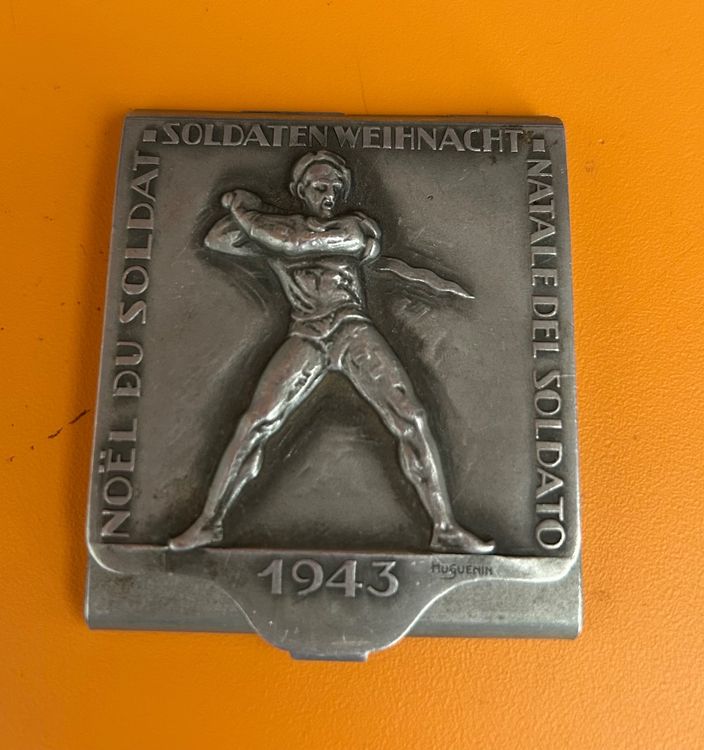 SOLDATENWEIHNACHT
NOËL DU SOLDAT
NATALE DEL SOLDATO
1943
HUGUENIN